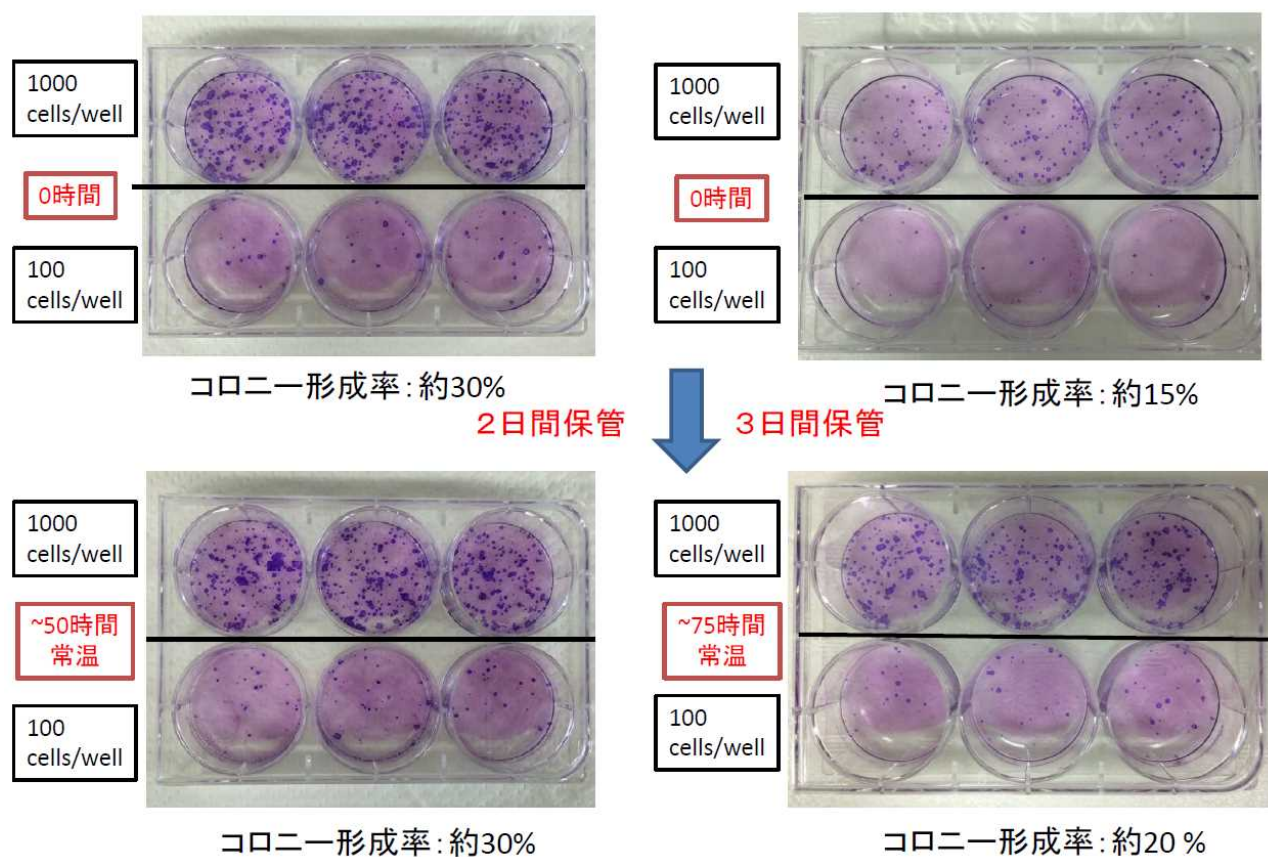 1000
cells/well
0時間
100
cells/well
コロニー形成率：約30%
1000
cells/well
0時間
100
cells/well
コロニー形成率：約15%
２日間保管
３日間保管
1000
cells/well
~50時間
常温
100
cells/well
コロニー形成率：約30%
1000
cells/well
~75時間
常温
100
cells/well
コロニー形成率：約20 %